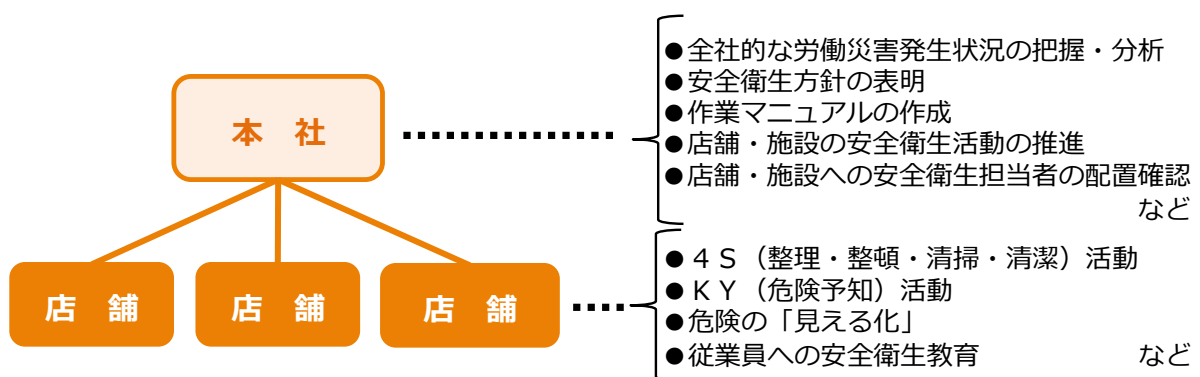 本 社
●全社的な労働災害発生状況の把握・分析
●安全衛生方針の表明
●作業マニュアルの作成
●店舗・施設の安全衛生活動の推進
●店舗・施設への安全衛生担当者の配置確認
など
店 舗
店 舗
店 舗
●４Ｓ（整理・整頓・清掃・清潔）活動
●ＫＹ（危険予知）活動
●危険の「見える化」
●従業員への安全衛生教育 など